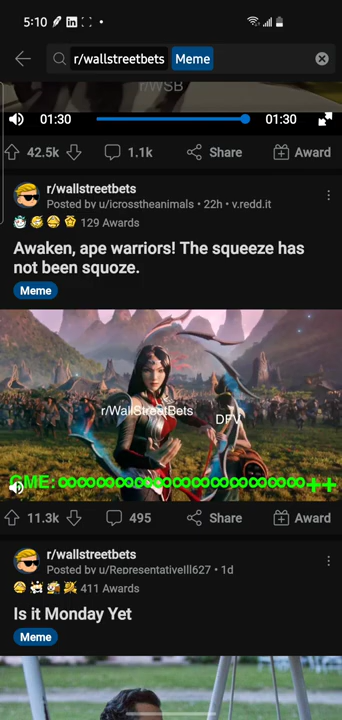 5:10
r/wallstreetbets Meme
r/WSB
01:30 01:30
42.5k 1.1k Share Award
r/wallstreetbets
Posted by u/icrosstheanimals • 22h • v.redd.it
129 Awards
Awaken, ape warriors! The squeeze has
not been squoze.
Meme
r/WallStreetBets
DFV
GME: ∞∞∞∞∞∞∞∞∞∞∞∞∞∞∞∞∞++
11.3k 495 Share Award
r/wallstreetbets
Posted by u/RepresentativeIll627 • 1d
411 Awards
Is it Monday Yet
Meme